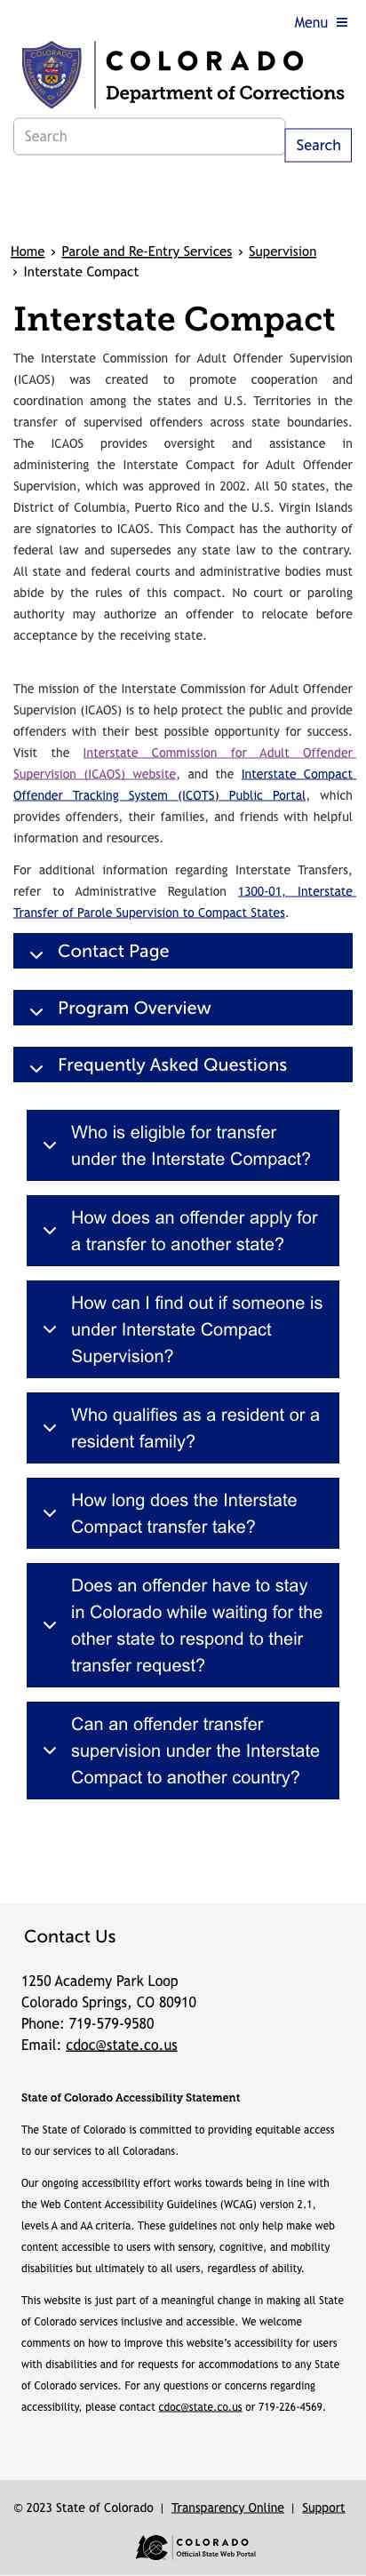 Menu
COLORADO
Department of Corrections
Search
Search
Home › Parole and Re-Entry Services › Supervision
› Interstate Compact
Interstate Compact
The Interstate Commission for Adult Offender Supervision
(ICAOS) was created to promote cooperation and
coordination among the states and U.S. Territories in the
transfer of supervised offenders across state boundaries.
The ICAOS provides oversight and assistance in
administering the Interstate Compact for Adult Offender
Supervision, which was approved in 2002. All 50 states, the
District of Columbia, Puerto Rico and the U.S. Virgin Islands
are signatories to ICAOS. This Compact has the authority of
federal law and supersedes any state law to the contrary.
All state and federal courts and administrative bodies must
abide by the rules of this compact. No court or paroling
authority may authorize an offender to relocate before
acceptance by the receiving state.
The mission of the Interstate Commission for Adult Offender
Supervision (ICAOS) is to help protect the public and provide
offenders with their best possible opportunity for success.
Visit the Interstate Commission for Adult Offender
Supervision (ICAOS) website, and the Interstate Compact
Offender Tracking System (ICOTS) Public Portal, which
provides offenders, their families, and friends with helpful
information and resources.
For additional information regarding Interstate Transfers,
refer to Administrative Regulation 1300-01, Interstate
Transfer of Parole Supervision to Compact States.
Contact Page
Program Overview
Frequently Asked Questions
Who is eligible for transfer
under the Interstate Compact?
How does an offender apply for
a transfer to another state?
How can I find out if someone is
under Interstate Compact
Supervision?
Who qualifies as a resident or a
resident family?
How long does the Interstate
Compact transfer take?
Does an offender have to stay
in Colorado while waiting for the
other state to respond to their
transfer request?
Can an offender transfer
supervision under the Interstate
Compact to another country?
Contact Us
1250 Academy Park Loop
Colorado Springs, CO 80910
Phone: 719-579-9580
Email: cdoc@state.co.us
State of Colorado Accessibility Statement
The State of Colorado is committed to providing equitable access
to our services to all Coloradans.
Our ongoing accessibility effort works towards being in line with
the Web Content Accessibility Guidelines (WCAG) version 2.1,
levels A and AA criteria. These guidelines not only help make web
content accessible to users with sensory, cognitive, and mobility
disabilities but ultimately to all users, regardless of ability.
This website is just part of a meaningful change in making all State
of Colorado services inclusive and accessible. We welcome
comments on how to improve this website's accessibility for users
with disabilities and for requests for accommodations to any State
of Colorado services. For any questions or concerns regarding
accessibility, please contact cdoc@state.co.us or 719-226-4569.
© 2023 State of Colorado | Transparency Online | Support
COLORADO
Official State Web Portal